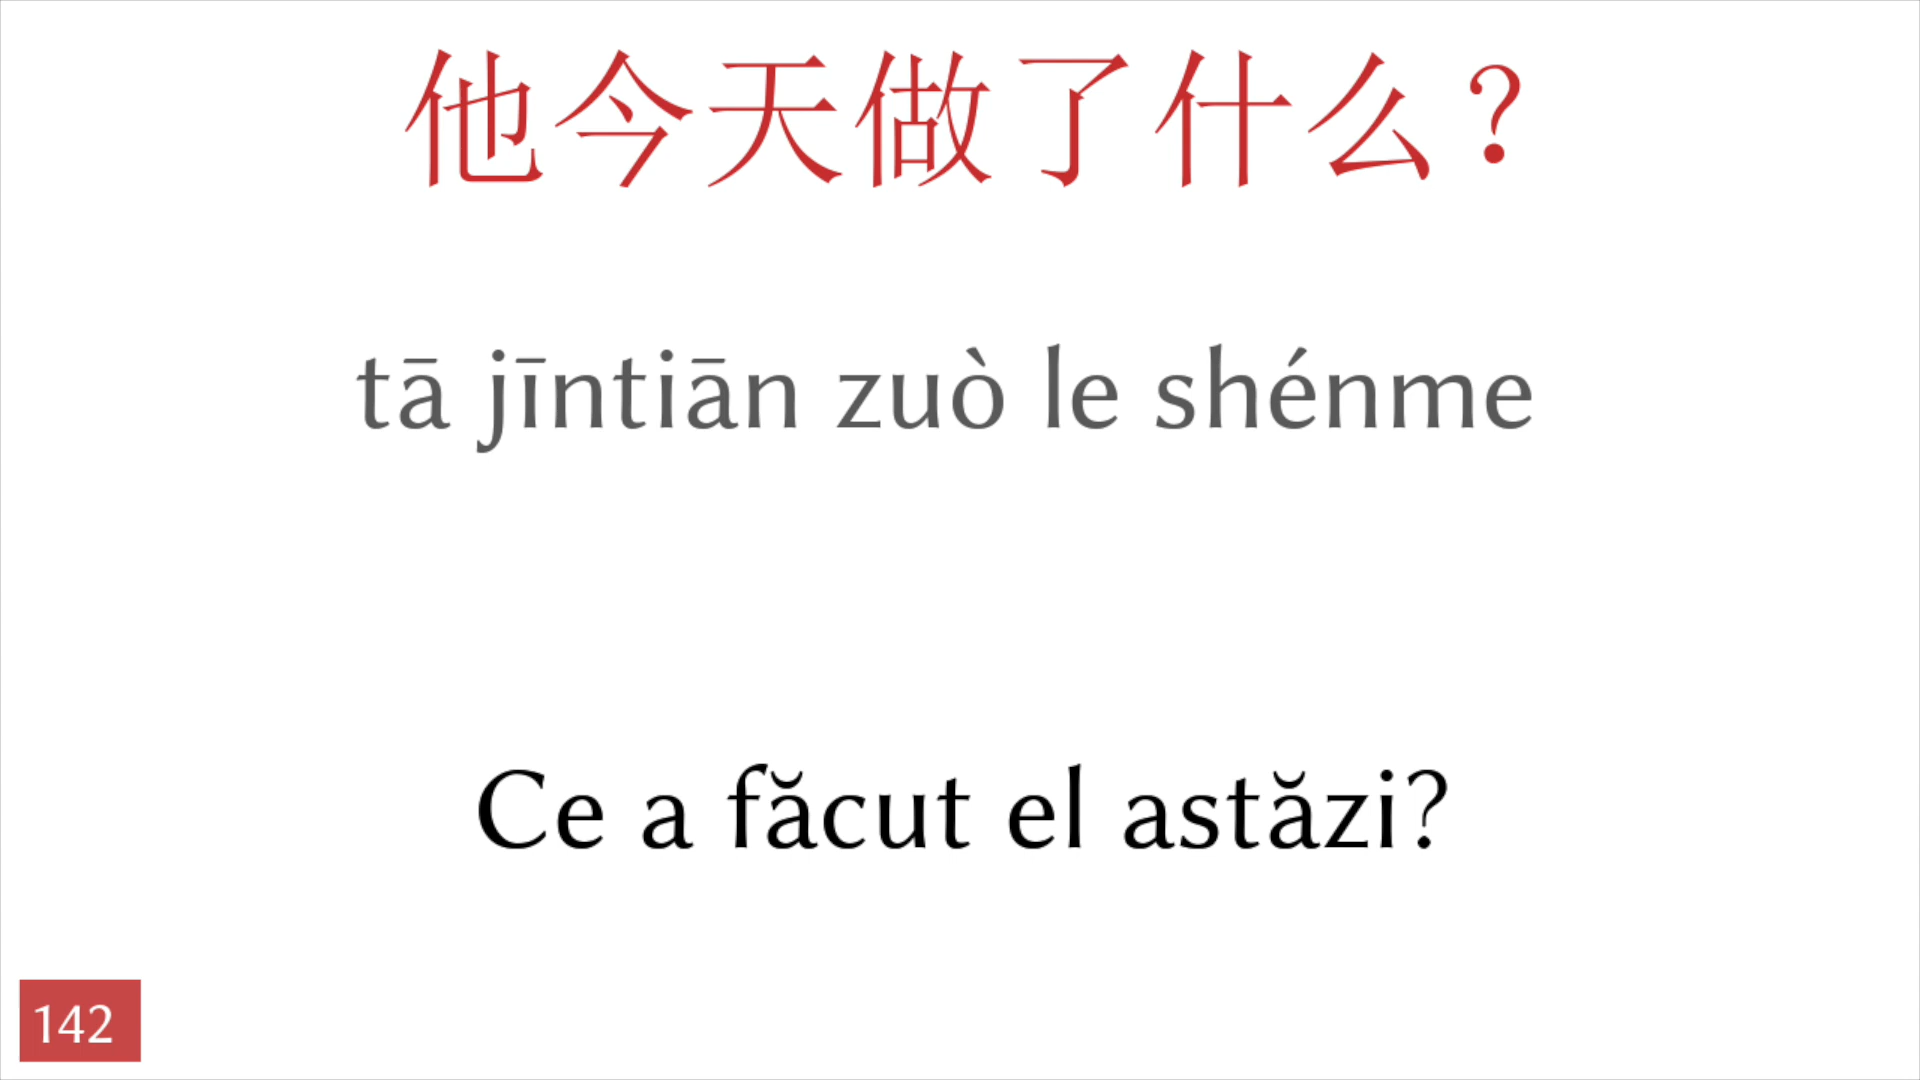 他今天做了什么？
tā jīntiān zuò le shénme
Ce a făcut el astăzi?
142